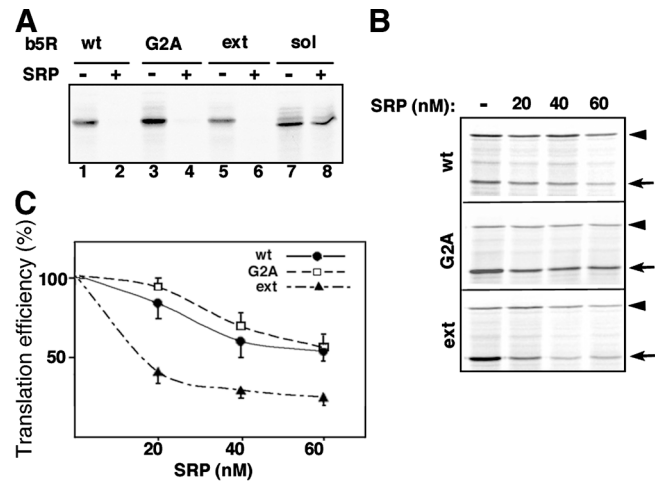 A
b5R wt G2A ext sol
SRP - + - + - + - +
1 2 3 4 5 6 7 8
B
SRP (nM): - 20 40 60
wt
G2A
ext
C
Translation efficiency (%)
100
50
wt
G2A
ext
20 40 60
SRP (nM)